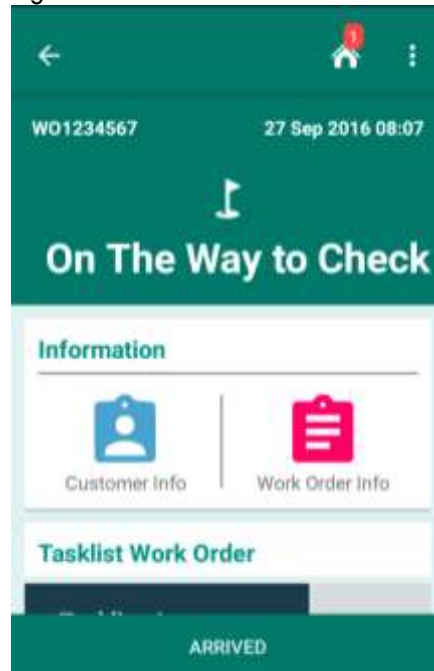 1
WO1234567 27 Sep 2016 08:07
On The Way to Check
Information
Customer Info Work Order Info
Tasklist Work Order
ARRIVED